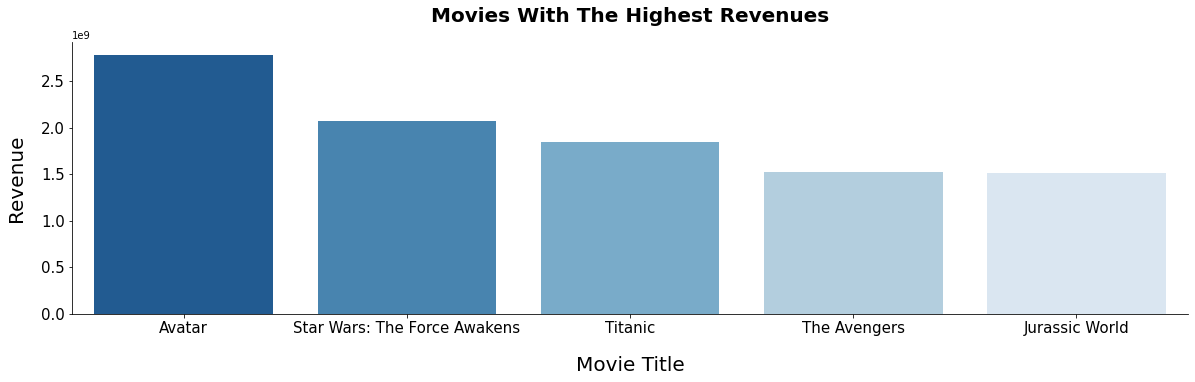 Movies With The Highest Revenues
1e9
2.5
2.0
1.5
1.0
0.5
0.0
Revenue
Avatar
Star Wars: The Force Awakens
Titanic
The Avengers
Jurassic World
Movie Title